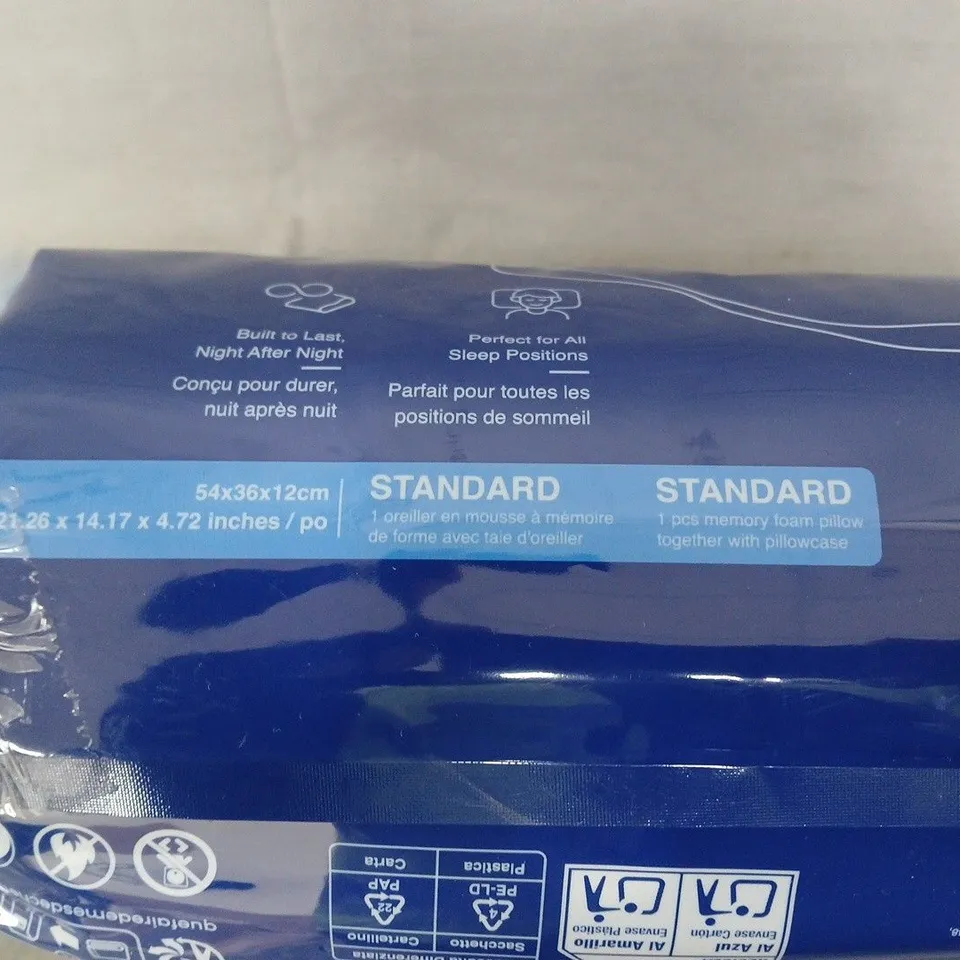 Built to Last,
Night After Night
Conçu pour durer,
nuit après nuit
Perfect for All
Sleep Positions
Parfait pour toutes les
positions de sommeil
54x36x12cm
21.26 x 14.17 x 4.72 inches / po
STANDARD
1 oreiller en mousse à mémoire
de forme avec taie d'oreiller
STANDARD
1 pcs memory foam pillow
together with pillowcase
Al Azul
Envase Cartón
Al Amarillo
Envase Plástico
Differenziata
Sacchetto
4
PE-LD
Plastica
Cartellino
22
PAP
Carta
quefairedemesdec